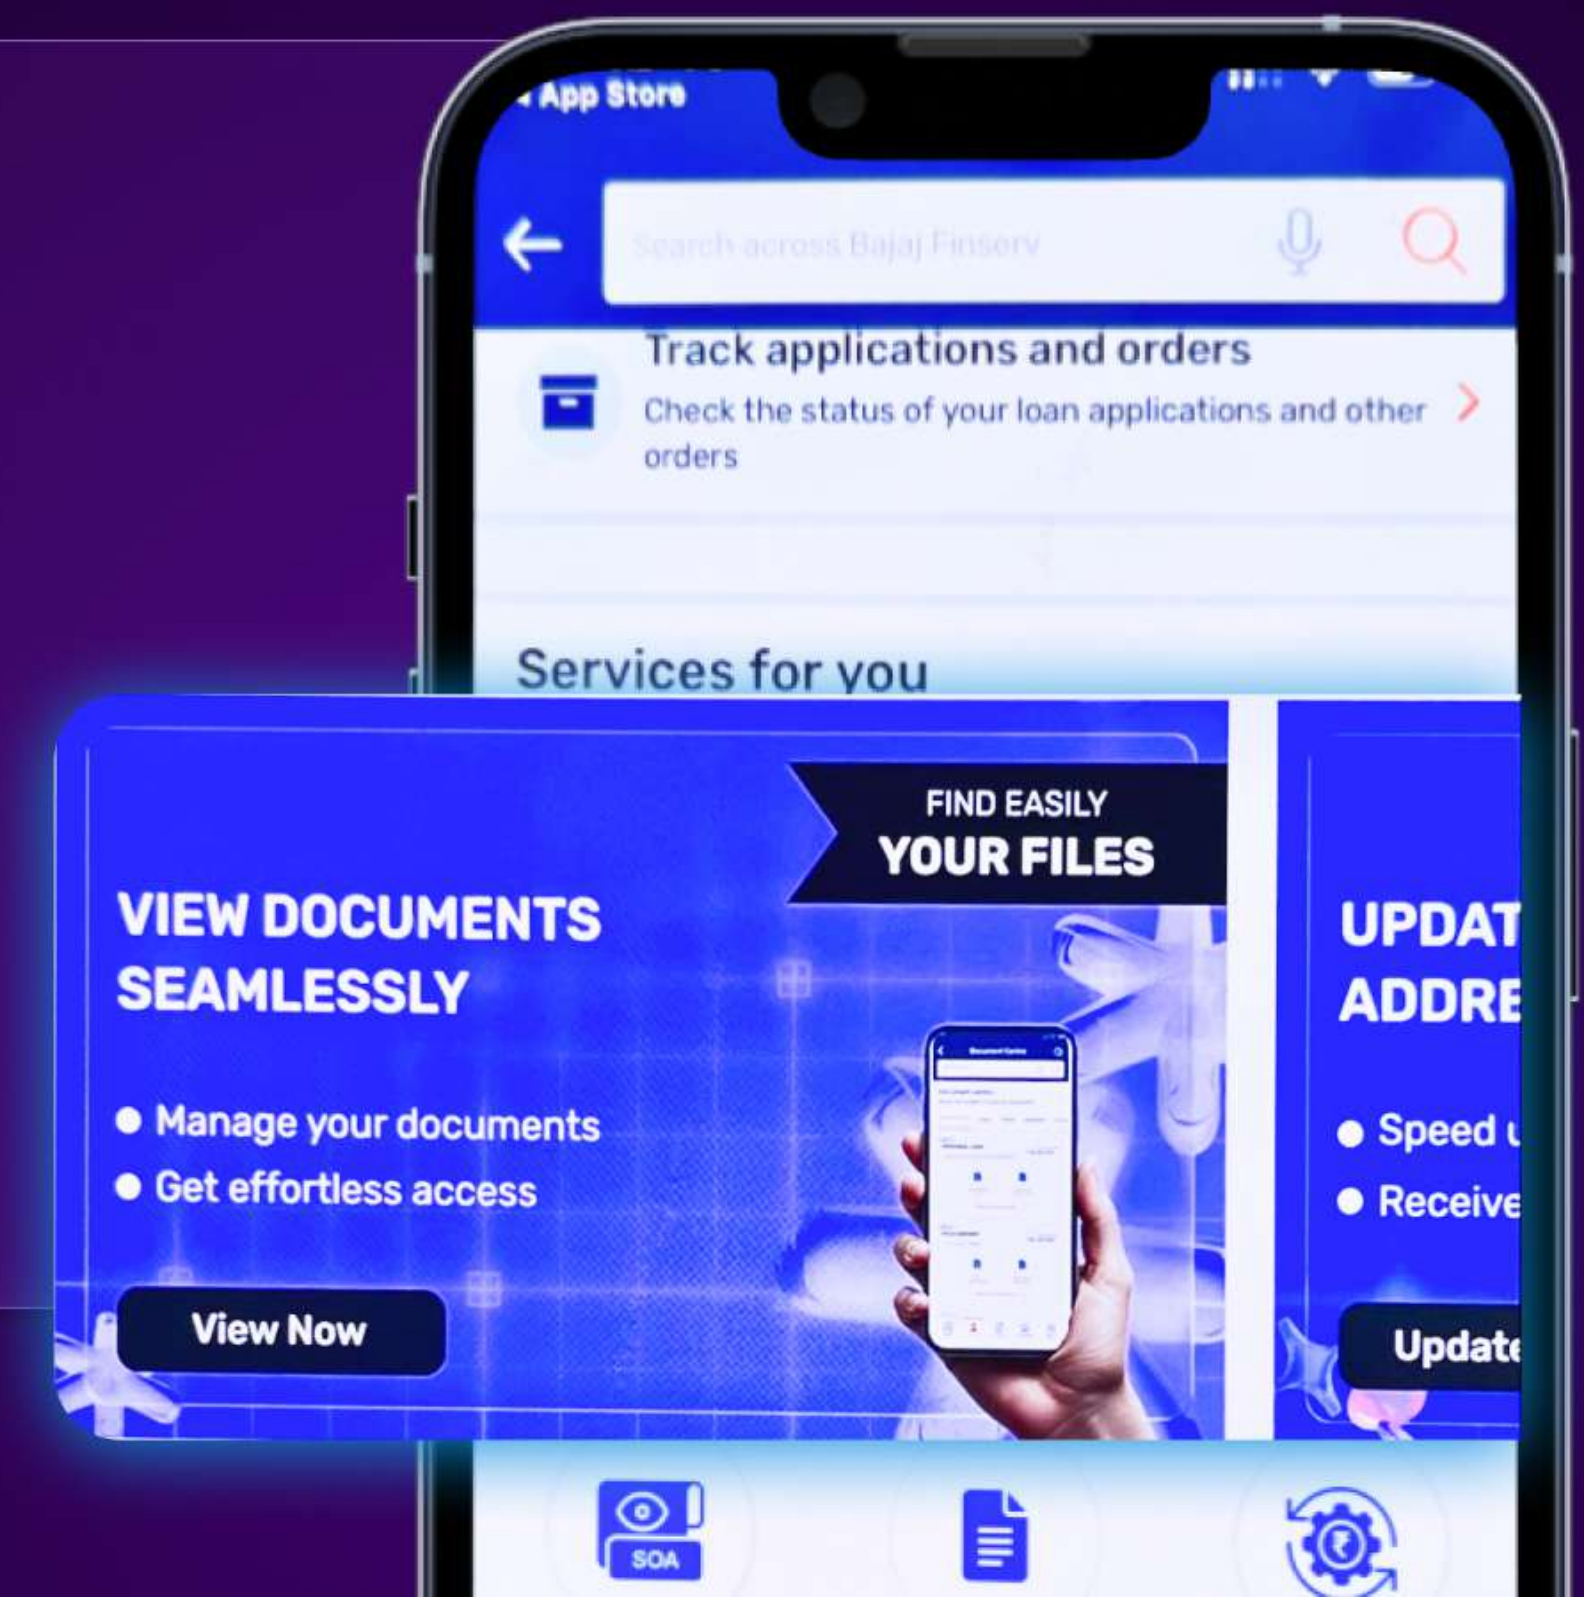 App Store
Search across Bajaj Finserv
Track applications and orders
Check the status of your loan applications and other
orders
Services for you
FIND EASILY
YOUR FILES
VIEW DOCUMENTS
SEAMLESSLY
Manage your documents
Get effortless access
View Now
Document Centre
UPDAT
ADDRE
Speed u
Receive
Update
SOA